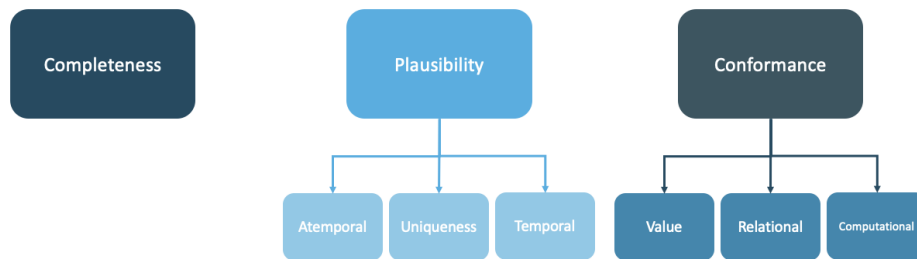 Completeness
Plausibility
Conformance
Atemporal
Uniqueness
Temporal
Value
Relational
Computational